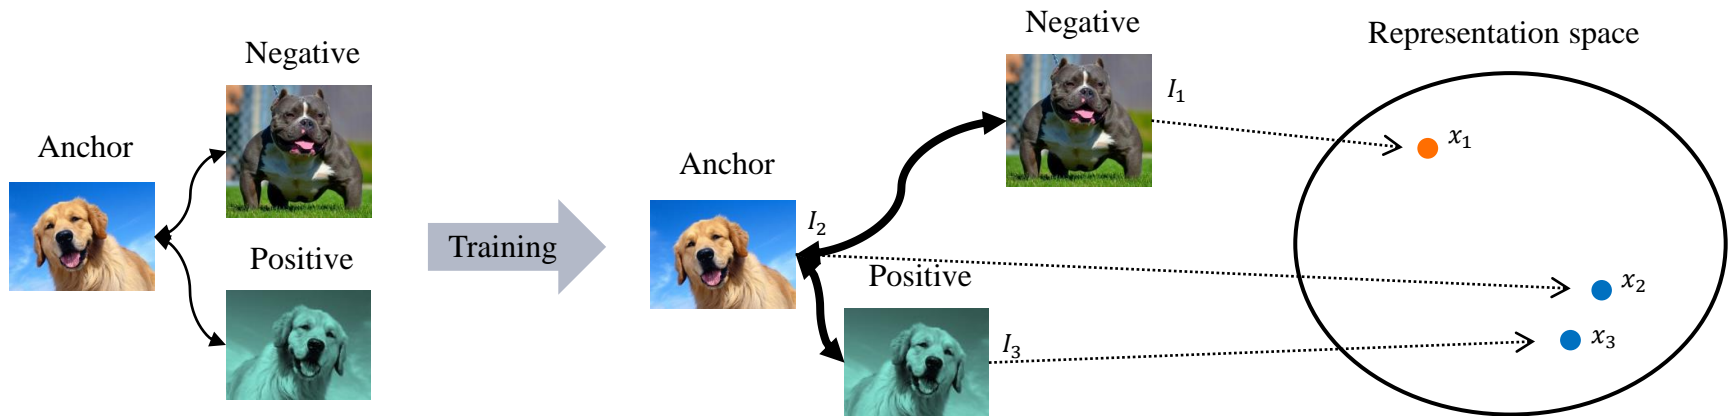 Negative
Anchor
Positive
Training
Negative
Anchor
Positive
I₁
I₂
I₃
Representation space
x₁
x₂
x₃